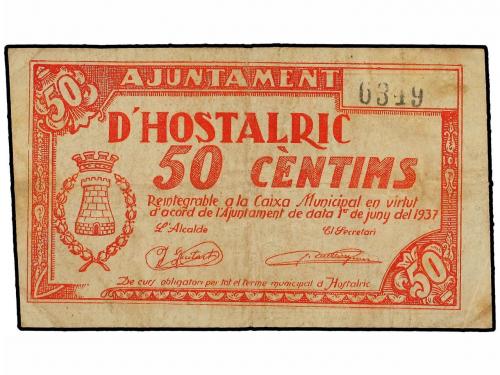 50
AJUNTAMENT
6349
D'HOSTALRIC
50 CÈNTIMS
Reintegrable a la Caixa Municipal en virtut
d'acord de l'Ajuntament de data 1er de juny del 1937
L'Alcalde El Secretari
De curs obligatori per tot el terme municipal d'Hostalric
50